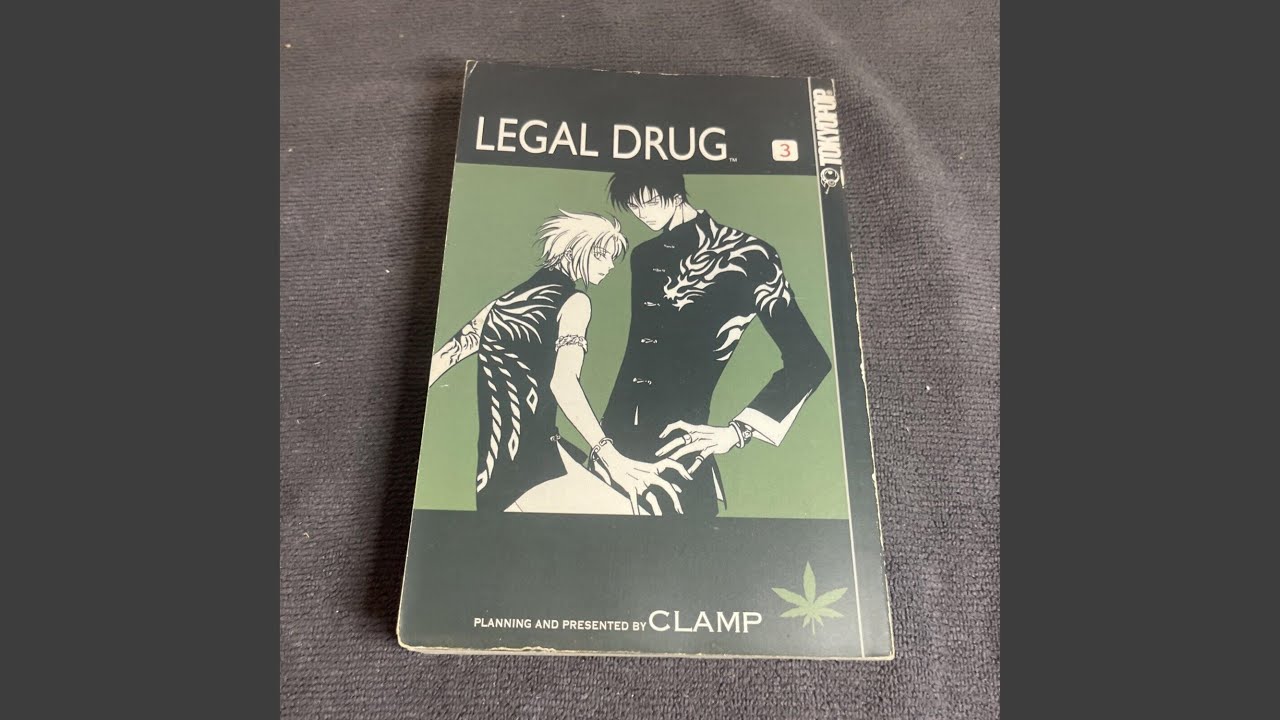 LEGAL DRUG™
3
TOKYOPOP®
PLANNING AND PRESENTED BY CLAMP